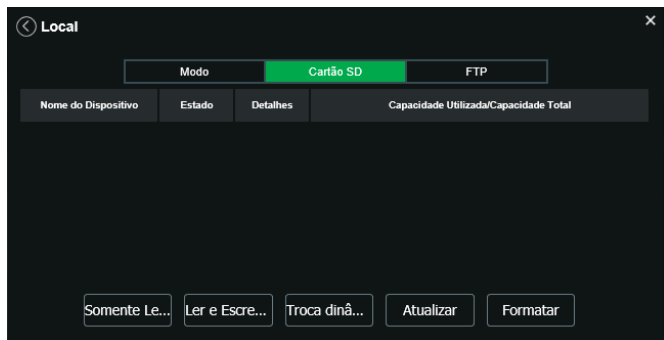 Local
Modo Cartão SD FTP
Nome do Dispositivo Estado Detalhes Capacidade Utilizada/Capacidade Total
Somente Le... Ler e Escre... Troca dinâ... Atualizar Formatar